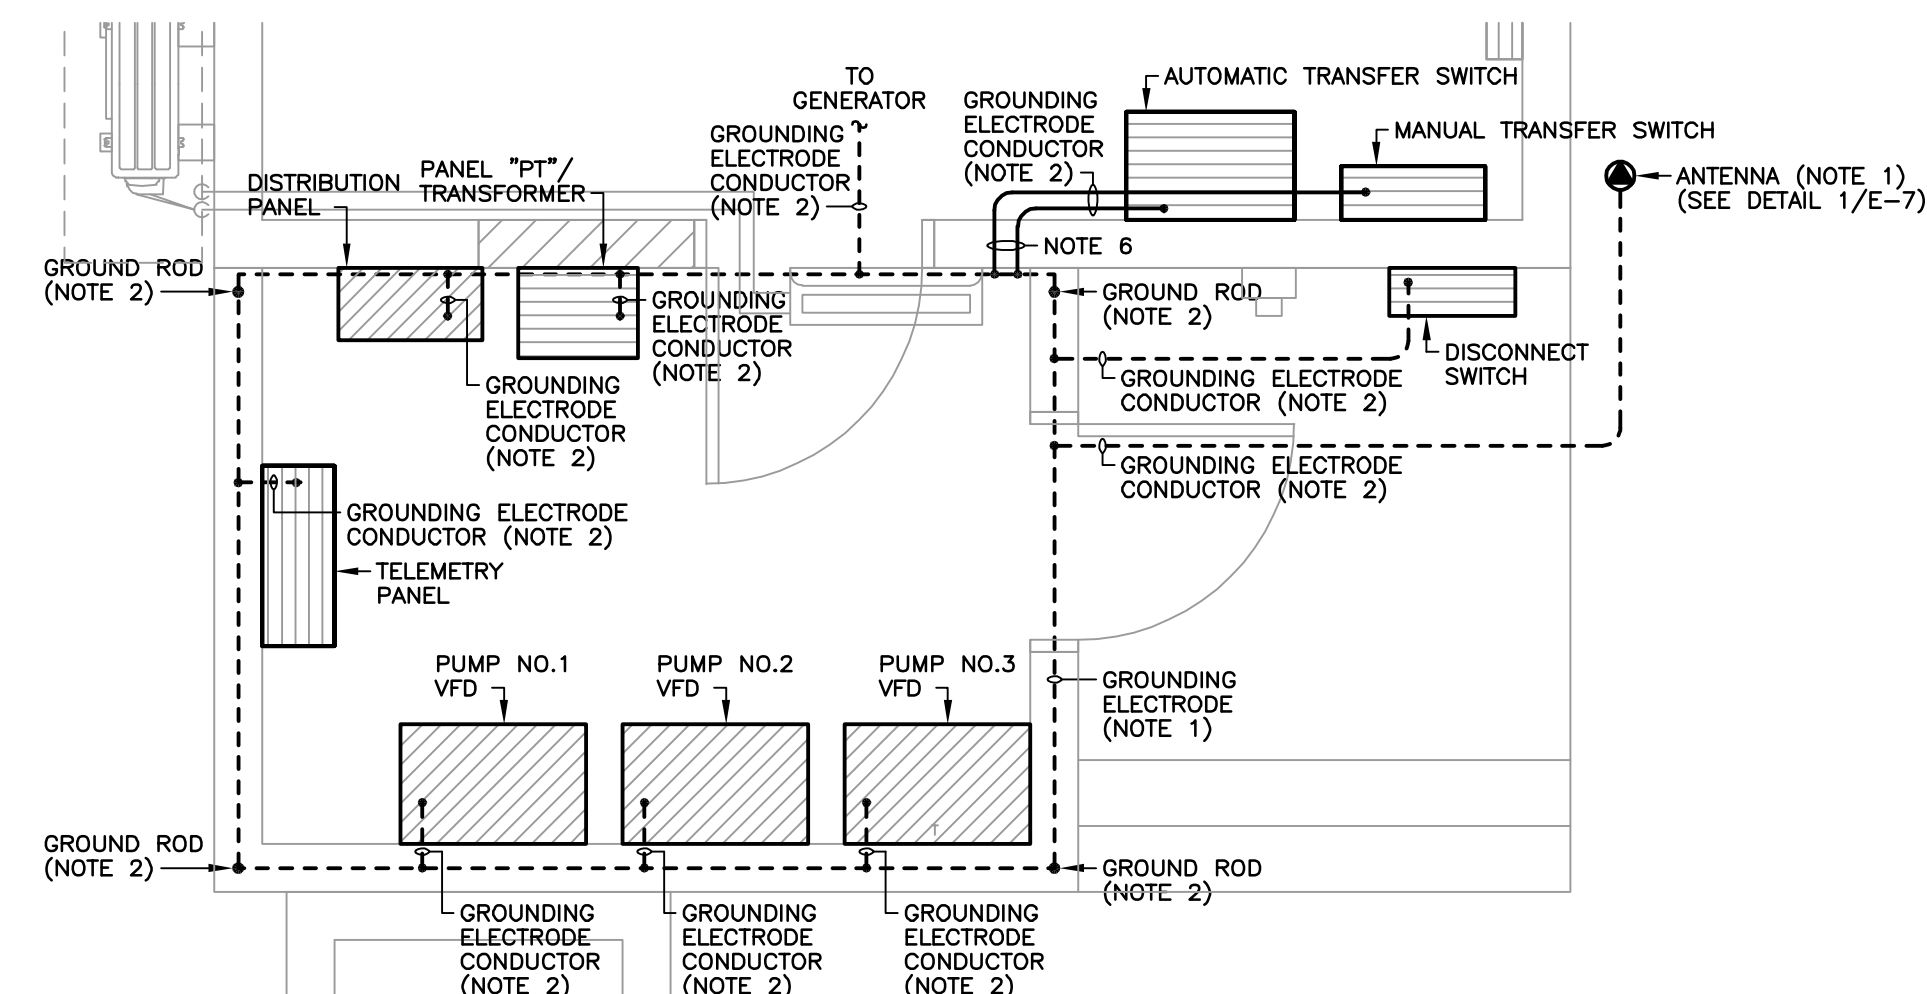 TO
GENERATOR
AUTOMATIC TRANSFER SWITCH
GROUNDING
ELECTRODE
CONDUCTOR
(NOTE 2)
GROUNDING
ELECTRODE
CONDUCTOR
(NOTE 2)
MANUAL TRANSFER SWITCH
PANEL "PT"/
TRANSFORMER
DISTRIBUTION
PANEL
ANTENNA (NOTE 1)
(SEE DETAIL 1/E-7)
NOTE 6
GROUND ROD
(NOTE 2)
GROUNDING
ELECTRODE
CONDUCTOR
(NOTE 2)
GROUND ROD
(NOTE 2)
DISCONNECT
SWITCH
GROUNDING
ELECTRODE
CONDUCTOR
(NOTE 2)
GROUNDING ELECTRODE
CONDUCTOR (NOTE 2)
GROUNDING ELECTRODE
CONDUCTOR (NOTE 2)
GROUNDING ELECTRODE
CONDUCTOR (NOTE 2)
TELEMETRY
PANEL
PUMP NO.1
VFD
PUMP NO.2
VFD
PUMP NO.3
VFD
GROUNDING
ELECTRODE
(NOTE 1)
T
GROUND ROD
(NOTE 2)
GROUND ROD
(NOTE 2)
GROUNDING
ELECTRODE
CONDUCTOR
(NOTE 2)
GROUNDING
ELECTRODE
CONDUCTOR
(NOTE 2)
GROUNDING
ELECTRODE
CONDUCTOR
(NOTE 2)